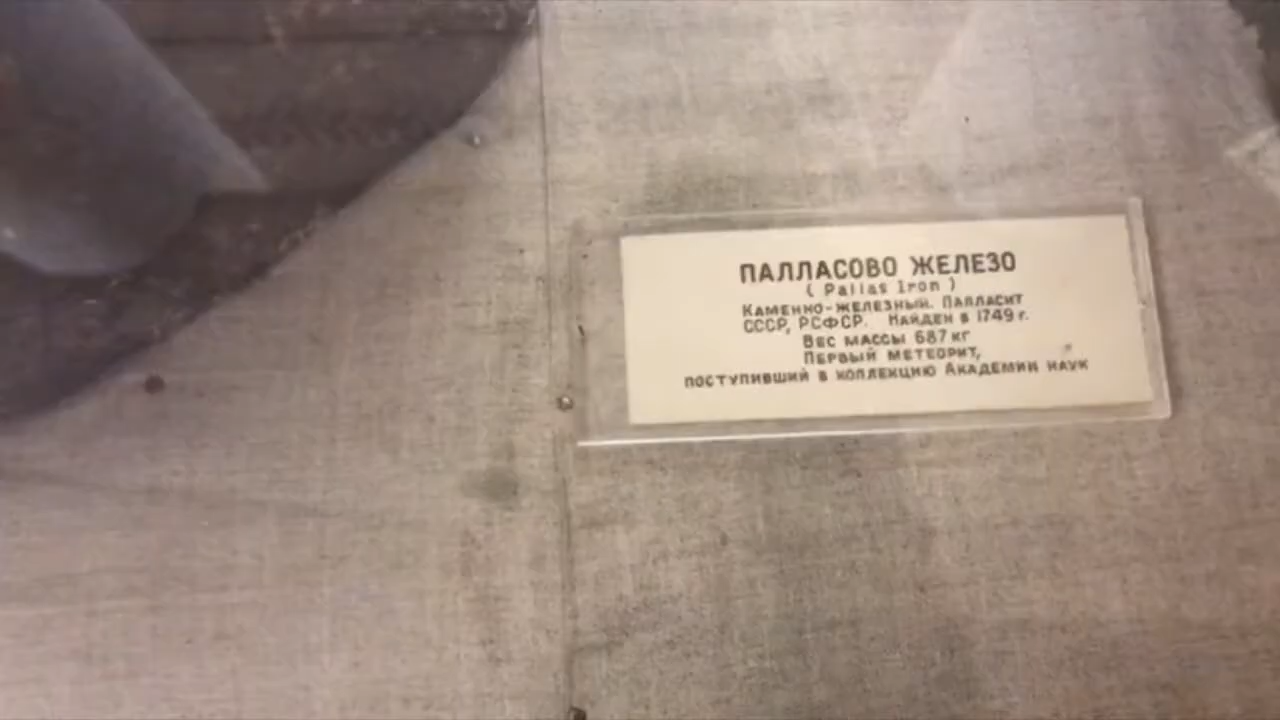 ПАЛЛАСОВО ЖЕЛЕЗО
( Pallas Iron )
КАМЕННО-ЖЕЛЕЗНЫЙ. ПАЛЛАСИТ
СССР, РСФСР. НАЙДЕН В 1749 г.
ВЕС МАССЫ 687 КГ
ПЕРВЫЙ МЕТЕОРИТ,
ПОСТУПИВШИЙ В КОЛЛЕКЦИЮ АКАДЕМИИ НАУК